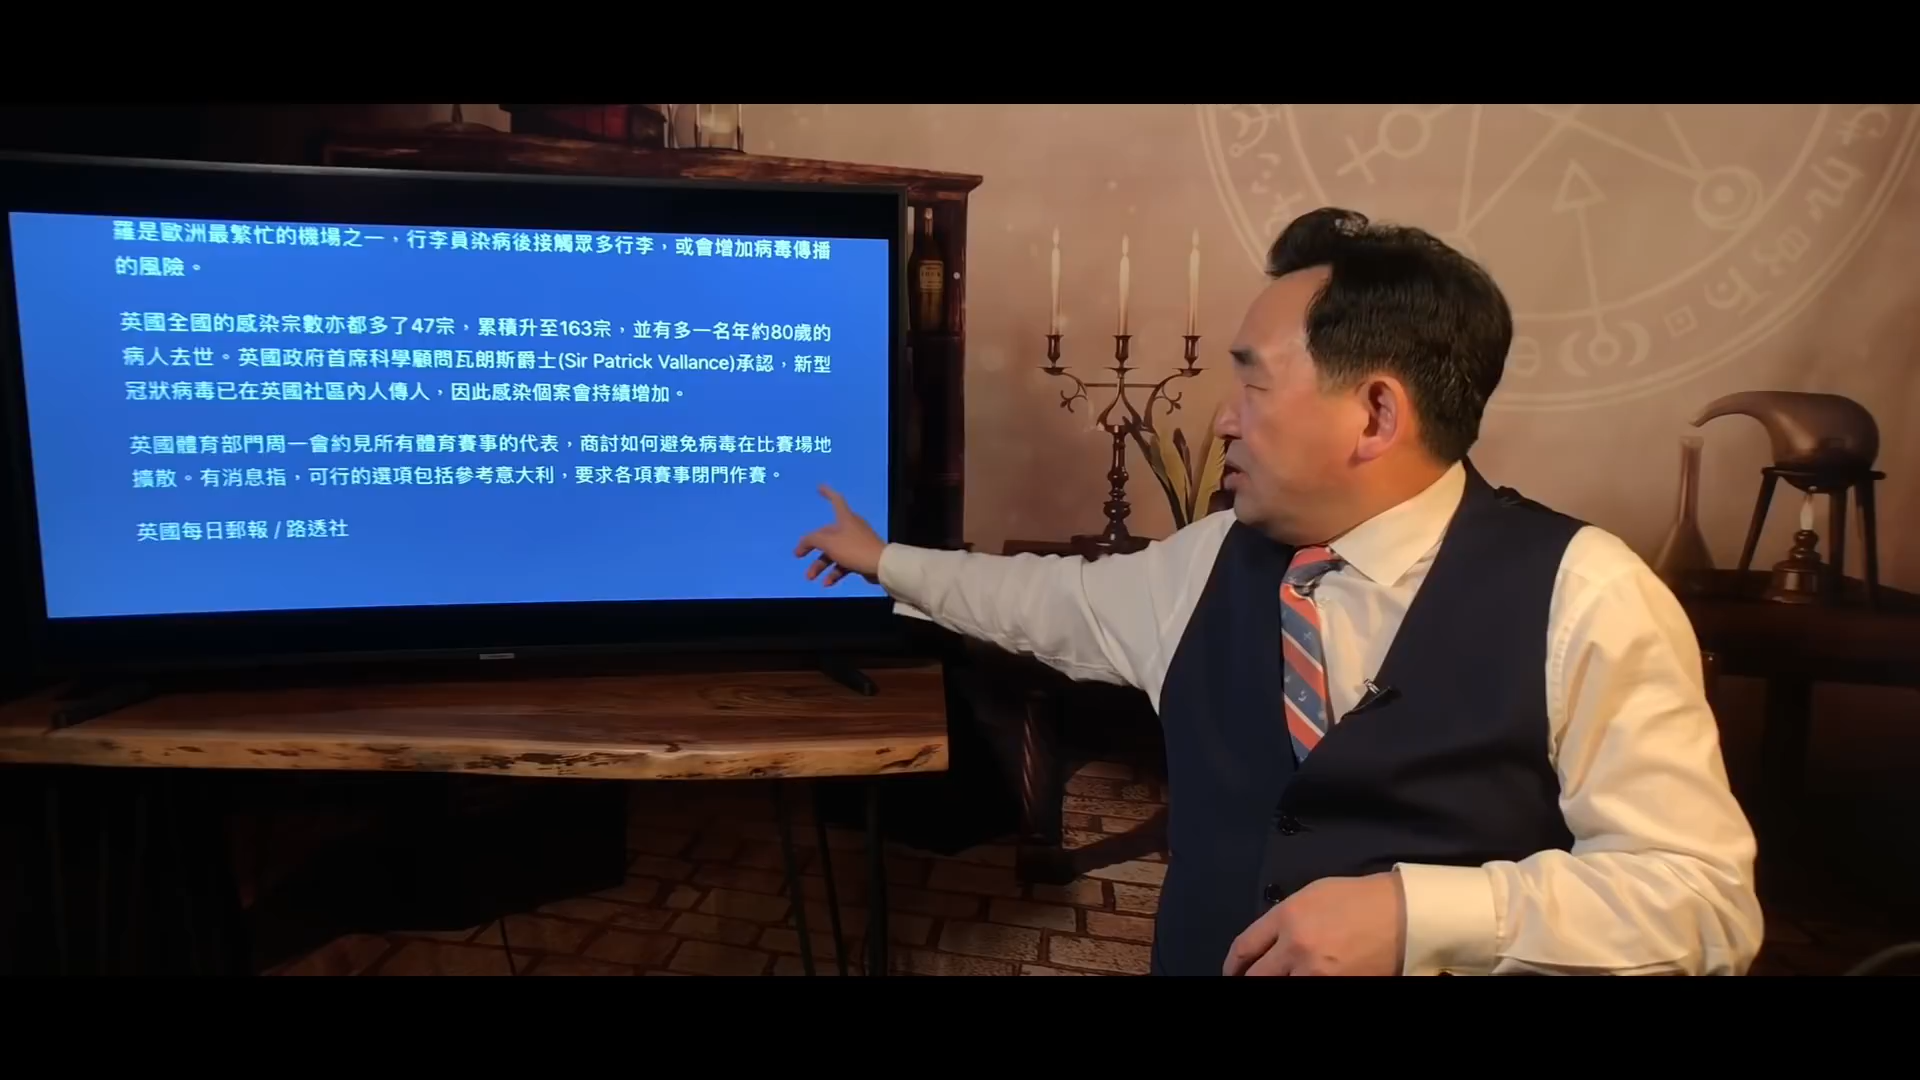 羅是歐洲最繁忙的機場之一，行李員染病後接觸眾多行李，或會增加病毒傳播
的風險。
英國全國的感染宗數亦都多了47宗，累積升至163宗，並有多一名年約80歲的
病人去世。英國政府首席科學顧問瓦朗斯爵士(Sir Patrick Vallance)承認，新型
冠狀病毒已在英國社區內人傳人，因此感染個案會持續增加。
英國體育部門周一會約見所有體育賽事的代表，商討如何避免病毒在比賽場地
擴散。有消息指，可行的選項包括參考意大利，要求各項賽事閉門作賽。
英國每日郵報 / 路透社